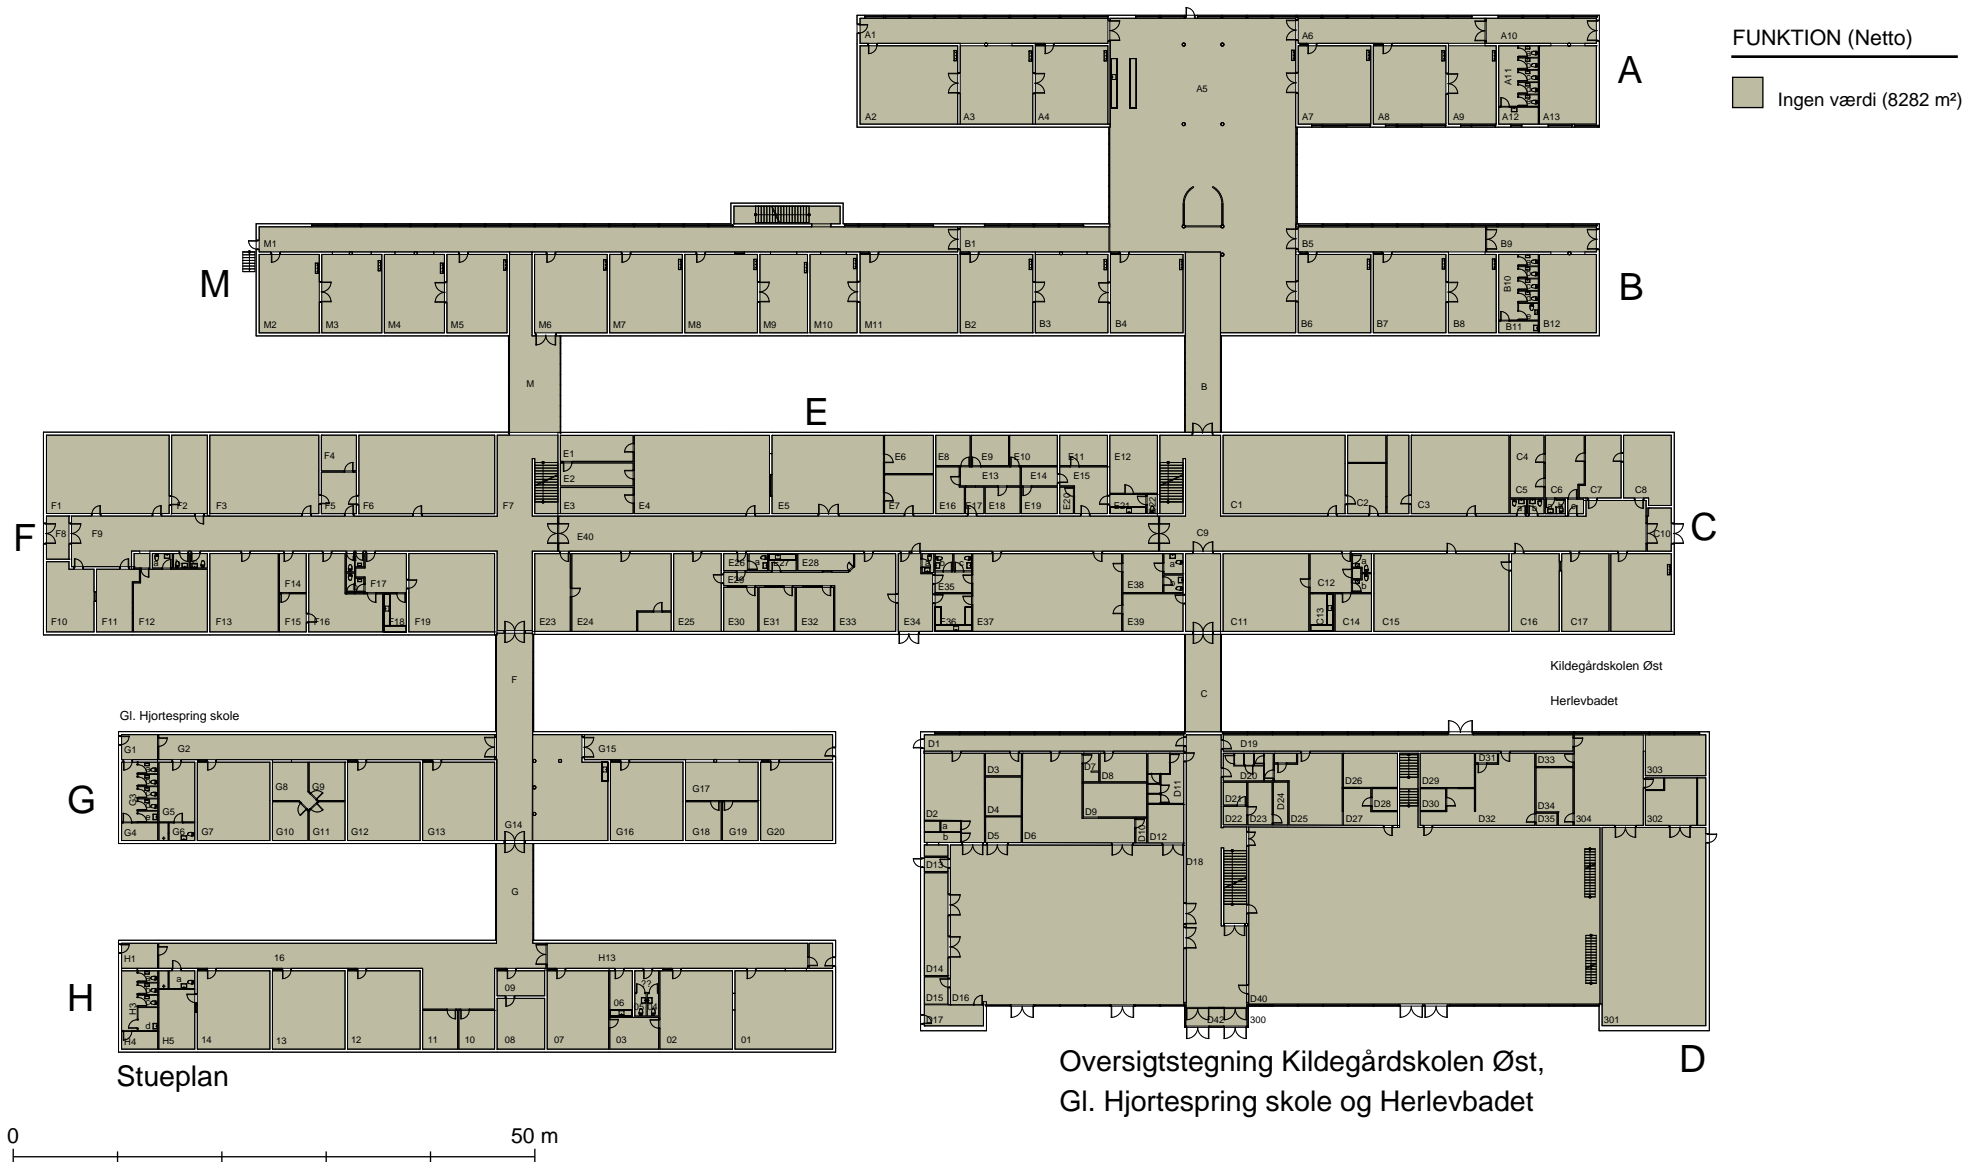 FUNKTION (Netto)
Ingen værdi (8282 m²)
A
A1
A6
A10
A5
A11
A2
A3
A4
A7
A8
A9
A12
A13
M
M1
B1
B5
B9
B
B10
M2
M3
M4
M5
M6
M7
M8
M9
M10
M11
B2
B3
B4
B6
B7
B8
B11
B12
M
B
E
F4
E1
E2
E6
E8
E9
E10
E11
E12
E13
E14
E15
C4
C5
C6
C7
C8
F1
F2
F3
F5
F6
F7
E3
E4
E5
E7
E16
E17
E18
E19
E20
E21
E22
C1
C2
C3
F
F8
F9
E40
C9
C10
C
F14
F17
E26
a
E27
E28
E29
E35
E38
a
C12
a
b
F10
F11
F12
F13
F15
F16
F18
F19
E23
E24
E25
E30
E31
E32
E33
E34
E36
E37
E39
C11
C13
C14
C15
C16
C17
Kildegårdskolen Øst
Herlevbadet
F
C
Gl. Hjortespring skole
G1
G2
G15
G
G3
G5
G8
G9
G17
e
G4
G6
G7
G10
G11
G12
G13
G14
G16
G18
G19
G20
G
D1
D19
D3
D7
D8
D11
D20
D26
D29
D31
D33
303
D4
D9
D21
D24
D28
D30
D34
D2
a
b
D5
D6
D10
D12
D22
D23
D25
D27
D32
D35
304
302
D13
D18
D14
D15
D16
D17
D40
D42
300
301
D
H1
16
H13
H
H3
a
d
09
06
??
05
04
H4
H5
14
13
12
11
10
08
07
03
02
01
Stueplan
Oversigtstegning Kildegårdskolen Øst,
Gl. Hjortespring skole og Herlevbadet
0
50 m